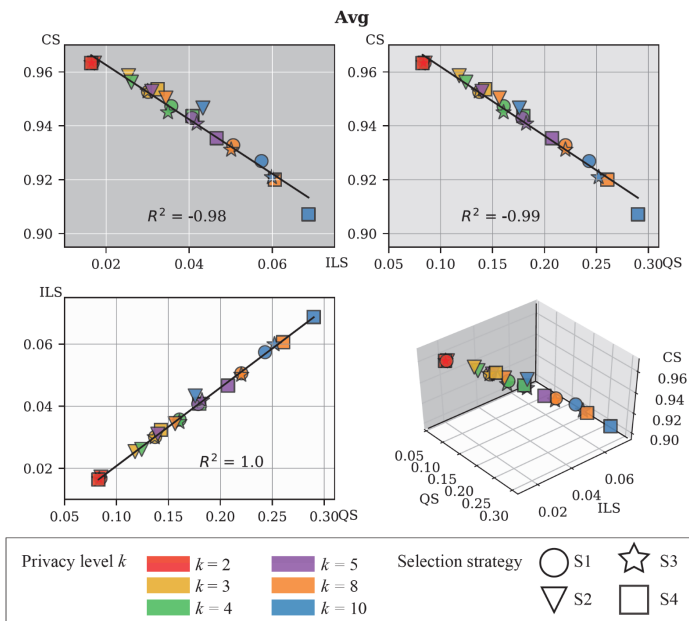 Avg
CS
0.96
0.94
0.92
0.90
R² = -0.98
0.02
0.04
0.06
ILS
CS
0.96
0.94
0.92
0.90
R² = -0.99
0.05
0.10
0.15
0.20
0.25
0.30
QS
ILS
0.06
0.04
0.02
R² = 1.0
0.05
0.10
0.15
0.20
0.25
0.30
QS
CS
0.96
0.94
0.92
0.90
0.05
0.10
0.15
0.20
0.25
0.30
QS
0.02
0.04
0.06
ILS
Privacy level k
k = 2
k = 3
k = 4
k = 5
k = 8
k = 10
Selection strategy
S1
S2
S3
S4